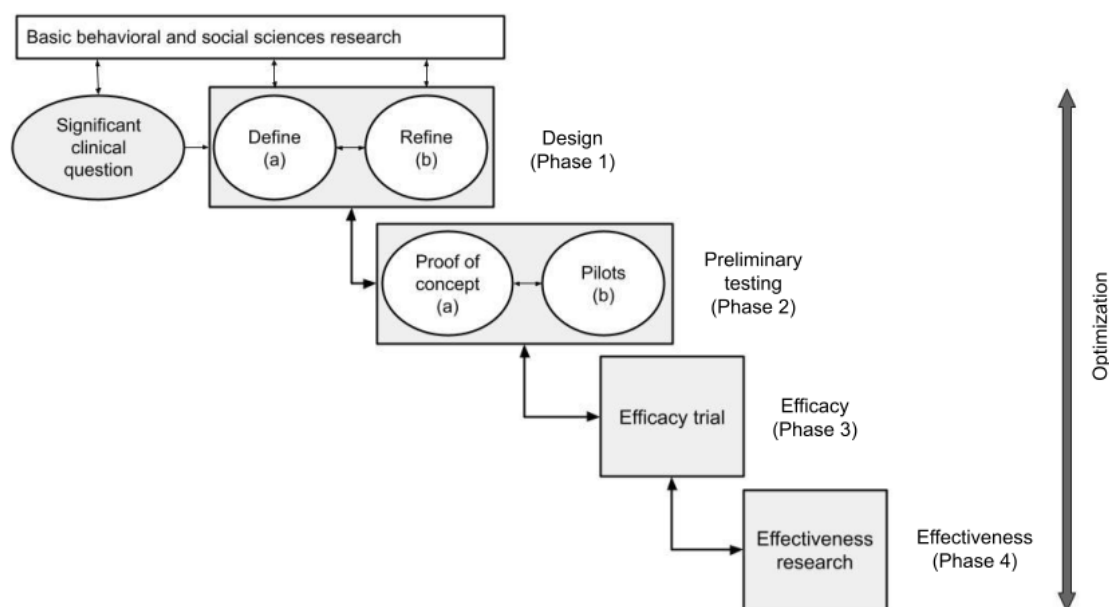 Basic behavioral and social sciences research
Significant
clinical
question
Define
(a)
Refine
(b)
Design
(Phase 1)
Proof of
concept
(a)
Pilots
(b)
Preliminary
testing
(Phase 2)
Efficacy trial
Efficacy
(Phase 3)
Effectiveness
research
Effectiveness
(Phase 4)
Optimization